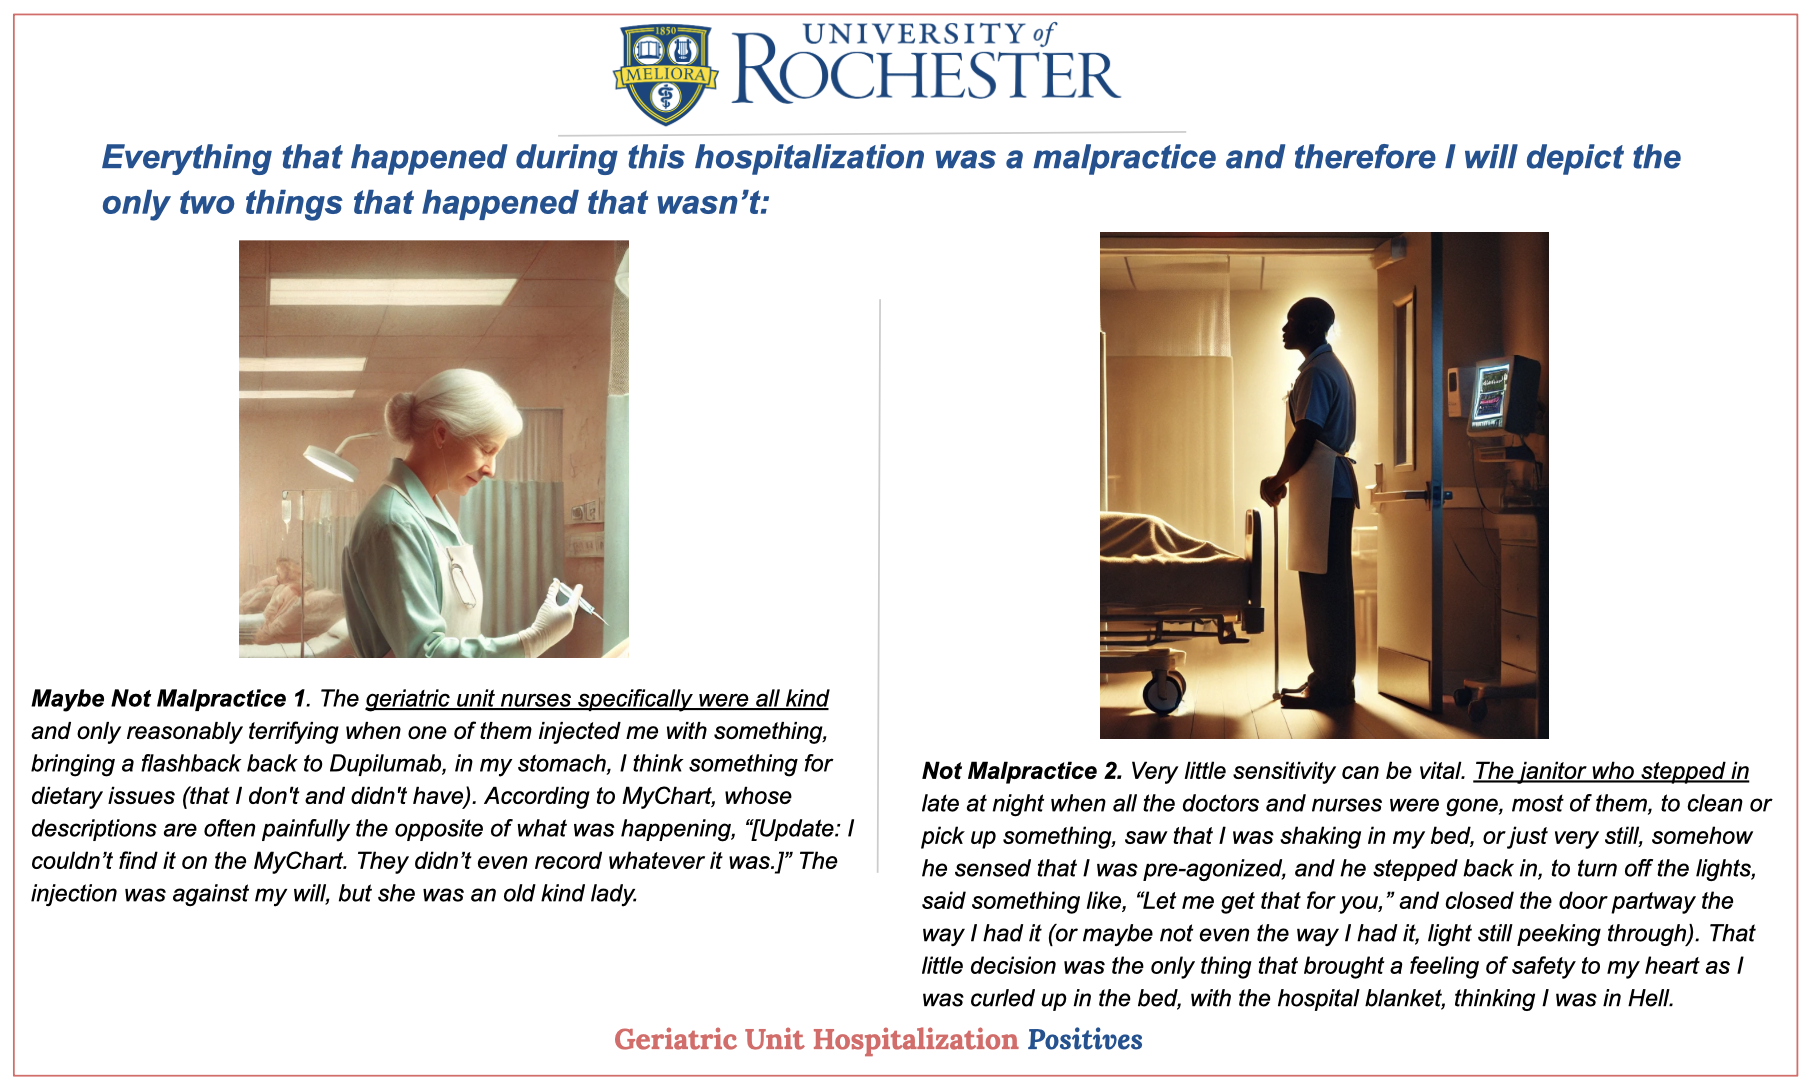 1850
MELIORA
UNIVERSITY of
ROCHESTER
Everything that happened during this hospitalization was a malpractice and therefore I will depict the
only two things that happened that wasn’t:
Maybe Not Malpractice 1. The geriatric unit nurses specifically were all kind
and only reasonably terrifying when one of them injected me with something,
bringing a flashback back to Dupilumab, in my stomach, I think something for
dietary issues (that I don't and didn't have). According to MyChart, whose
descriptions are often painfully the opposite of what was happening, “[Update: I
couldn’t find it on the MyChart. They didn’t even record whatever it was.]” The
injection was against my will, but she was an old kind lady.
Not Malpractice 2. Very little sensitivity can be vital. The janitor who stepped in
late at night when all the doctors and nurses were gone, most of them, to clean or
pick up something, saw that I was shaking in my bed, or just very still, somehow
he sensed that I was pre-agonized, and he stepped back in, to turn off the lights,
said something like, “Let me get that for you,” and closed the door partway the
way I had it (or maybe not even the way I had it, light still peeking through). That
little decision was the only thing that brought a feeling of safety to my heart as I
was curled up in the bed, with the hospital blanket, thinking I was in Hell.
Geriatric Unit Hospitalization Positives